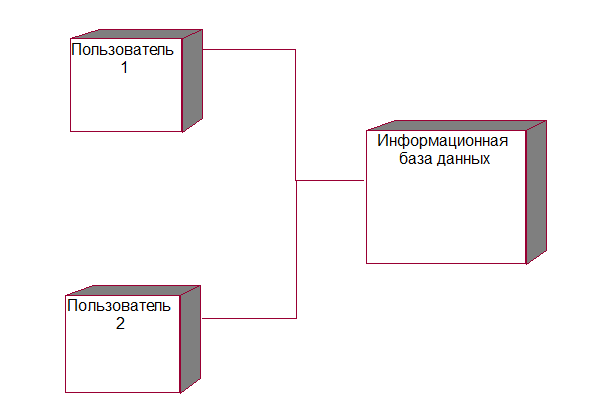 Пользователь
1
Информационная
база данных
Пользователь
2